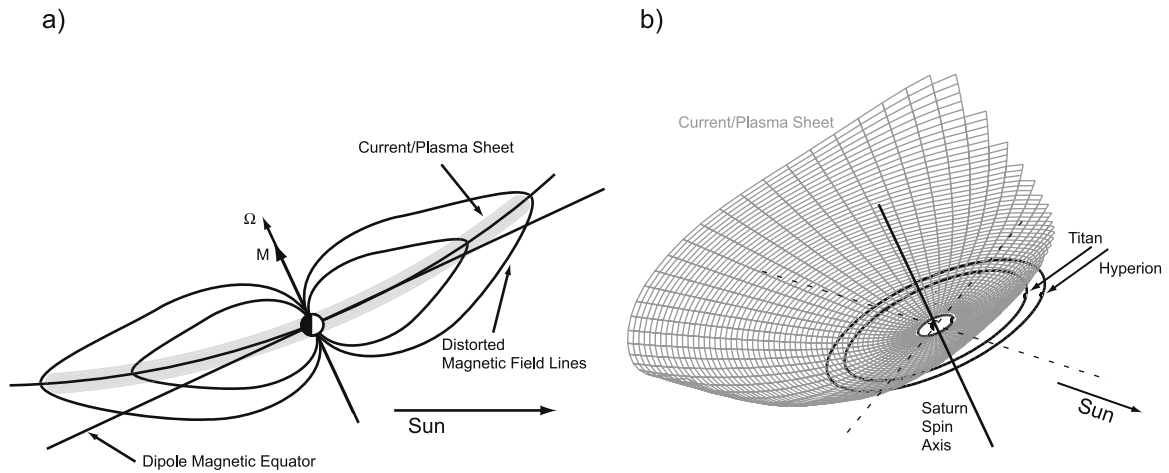 a)
Current/Plasma Sheet
Ω
M
Distorted
Magnetic Field Lines
Sun
Dipole Magnetic Equator
b)
Current/Plasma Sheet
Titan
Hyperion
Sun
Saturn
Spin
Axis